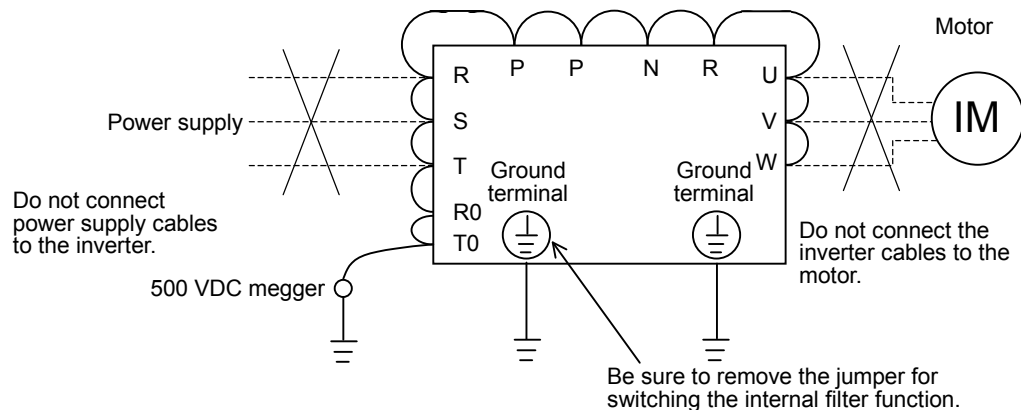 Motor
R P P N R U
Power supply S V IM
T W
Ground
terminal
Ground
terminal
Do not connect
power supply cables
to the inverter.
R0
T0
Do not connect the
inverter cables to the
motor.
500 VDC megger
Be sure to remove the jumper for
switching the internal filter function.